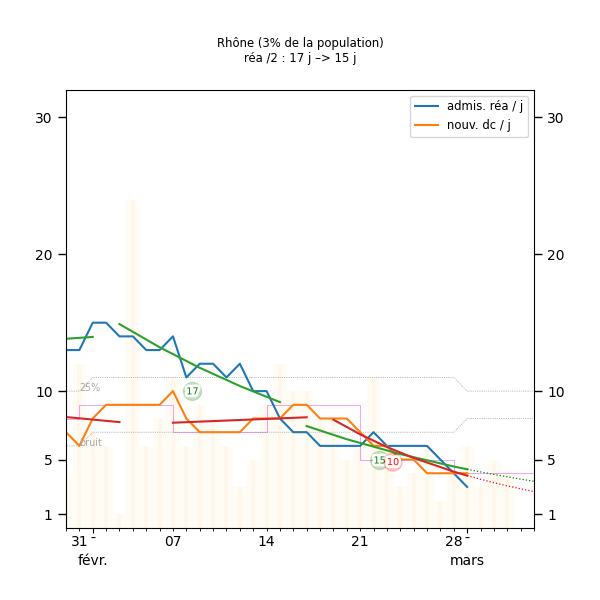 Rhône (3% de la population)
réa /2 : 17 j –> 15 j
admis. réa / j
nouv. dc / j
30 30
20 20
10 10
5 5
1 1
25%
bruit
17
15 10
31 - 07 14 21 28 -
févr. mars